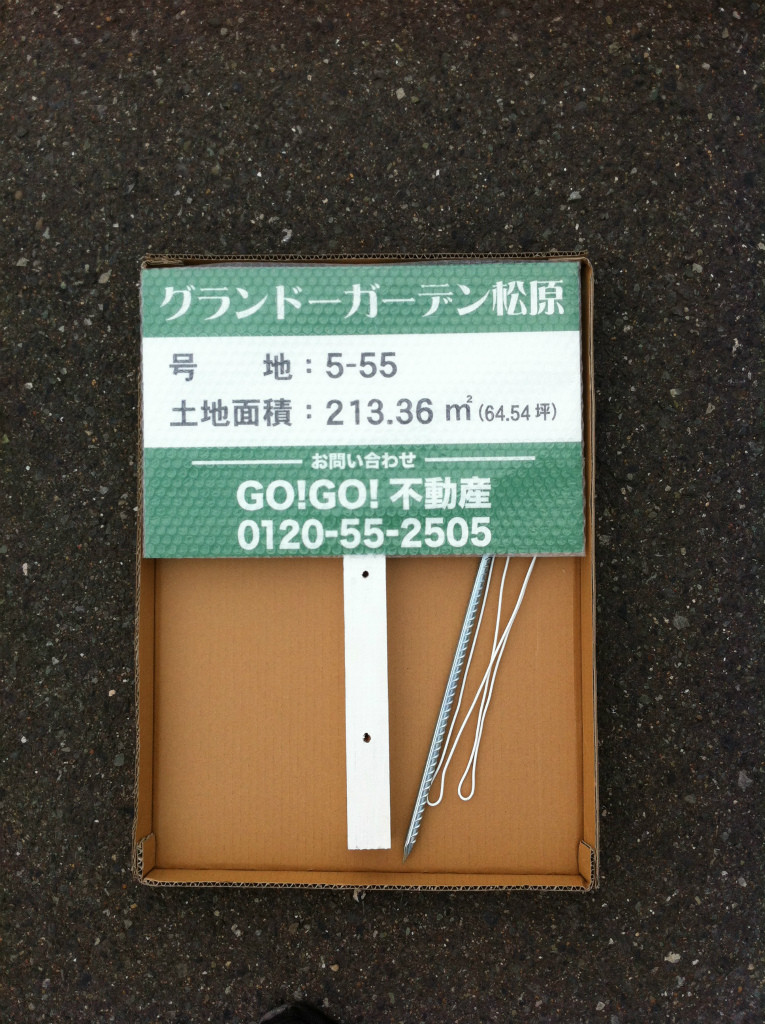 グランドーガーデン松原
号　　地：5-55
土地面積：213.36 ㎡（64.54 坪）
お問い合わせ
GO!GO! 不動産
0120-55-2505